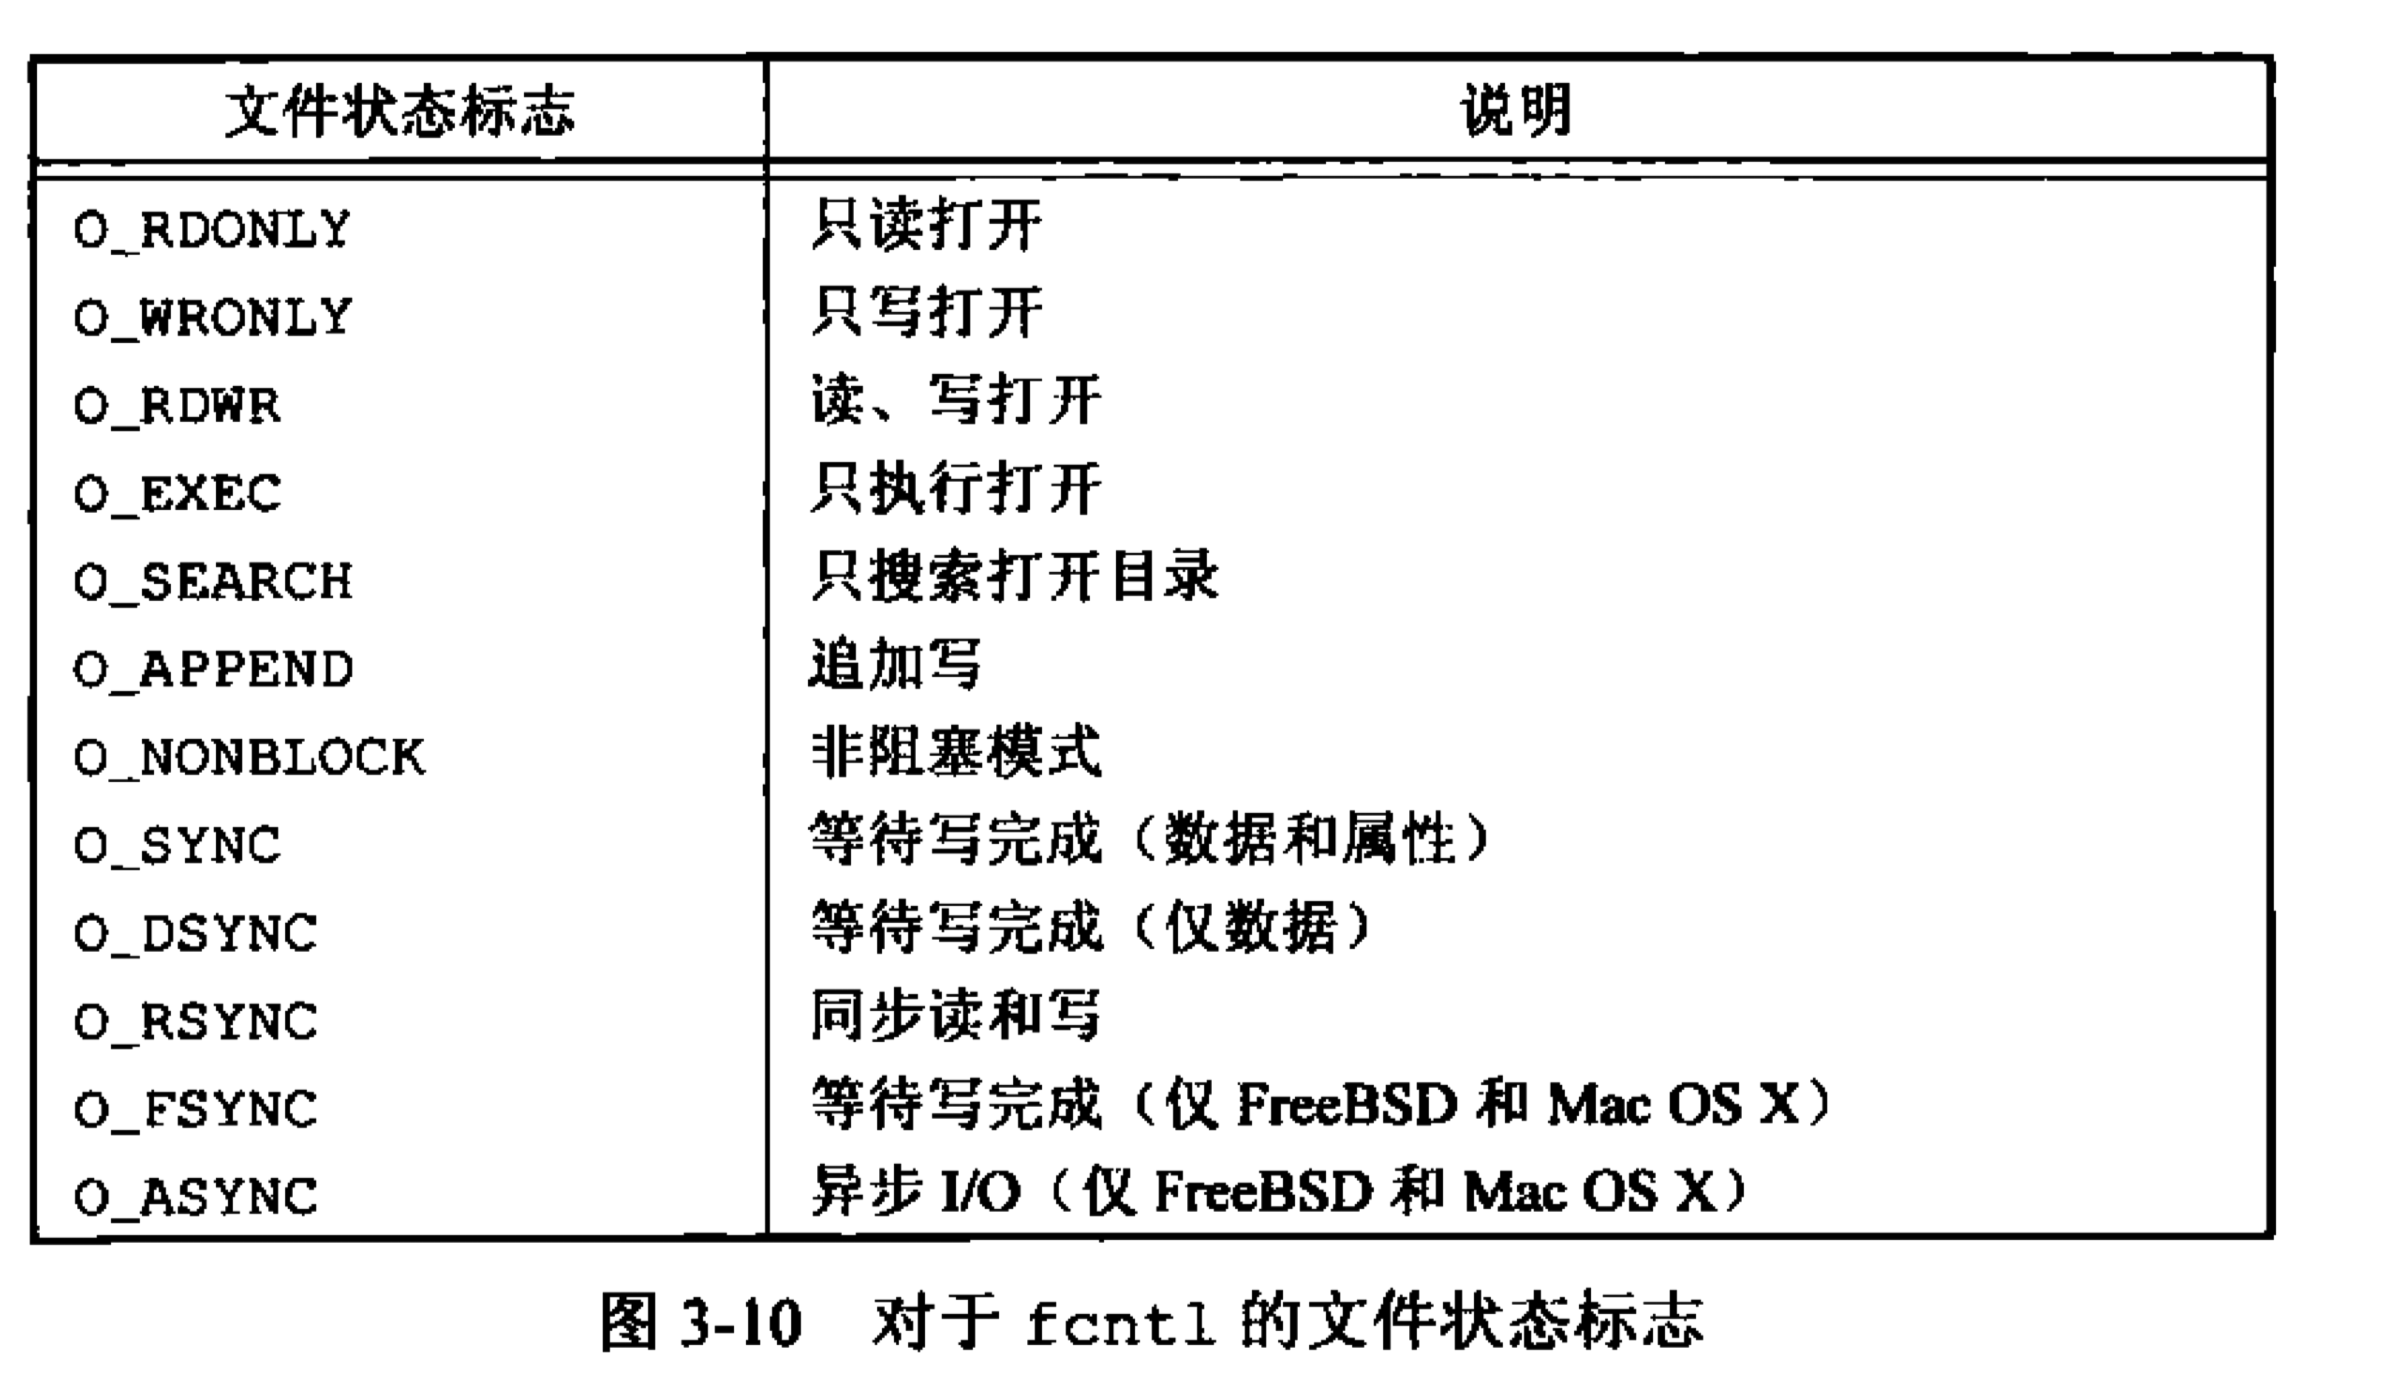 文件状态标志 说明
O_RDONLY 只读打开
O_WRONLY 只写打开
O_RDWR 读、写打开
O_EXEC 只执行打开
O_SEARCH 只搜索打开目录
O_APPEND 追加写
O_NONBLOCK 非阻塞模式
O_SYNC 等待写完成（数据和属性）
O_DSYNC 等待写完成（仅数据）
O_RSYNC 同步读和写
O_FSYNC 等待写完成（仅 FreeBSD 和 Mac OS X）
O_ASYNC 异步 I/O（仅 FreeBSD 和 Mac OS X）
图 3-10 对于 fcntl 的文件状态标志